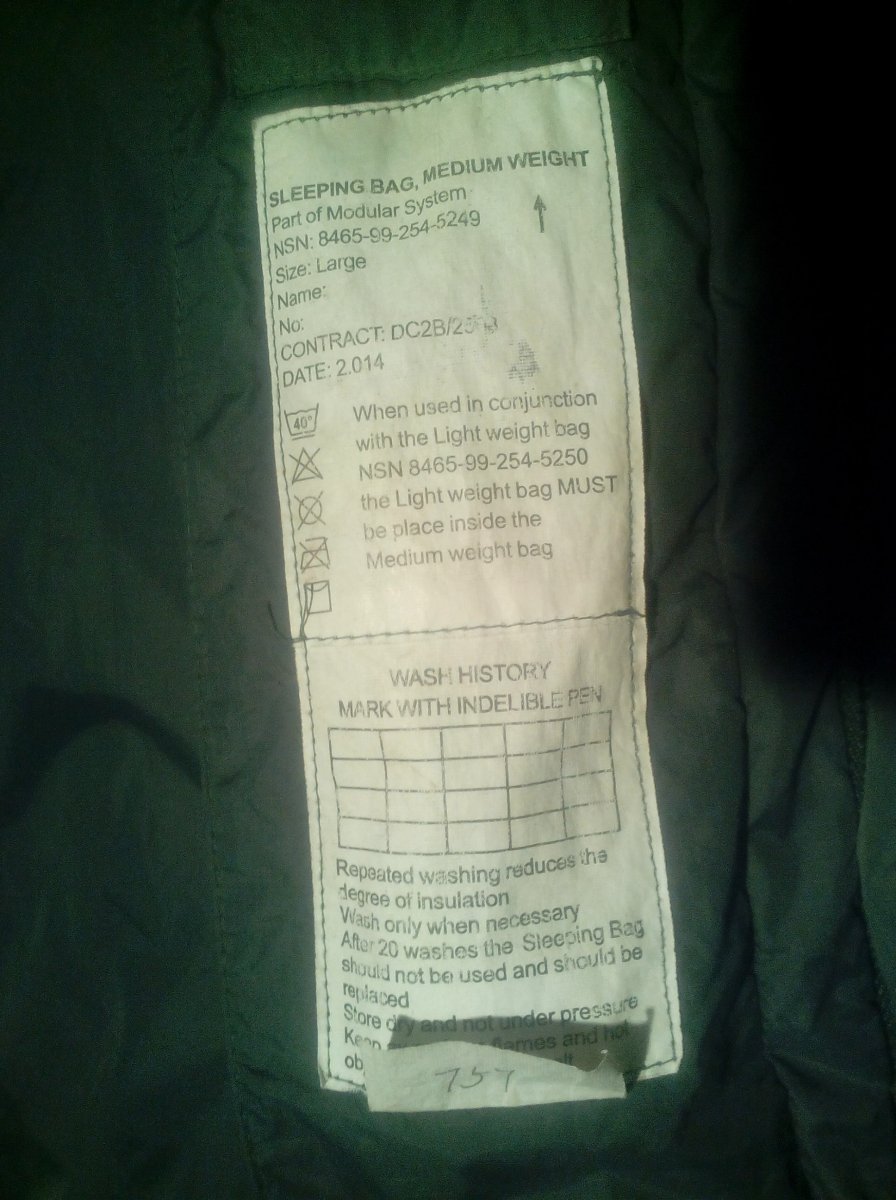 SLEEPING BAG, MEDIUM WEIGHT
Part of Modular System
NSN: 8465-99-254-5249
Size: Large
Name:
No:
CONTRACT: DC2B/
DATE: 2.014
40°
When used in conjunction
with the Light weight bag
NSN 8465-99-254-5250
the Light weight bag MUST
be place inside the
Medium weight bag
WASH HISTORY
MARK WITH INDELIBLE PEN
Repeated washing reduces the
degree of insulation
Wash only when necessary
After 20 washes the Sleeping Bag
should not be used and should be
replaced
Store dry and not under pressure
Keep flames and hot
757